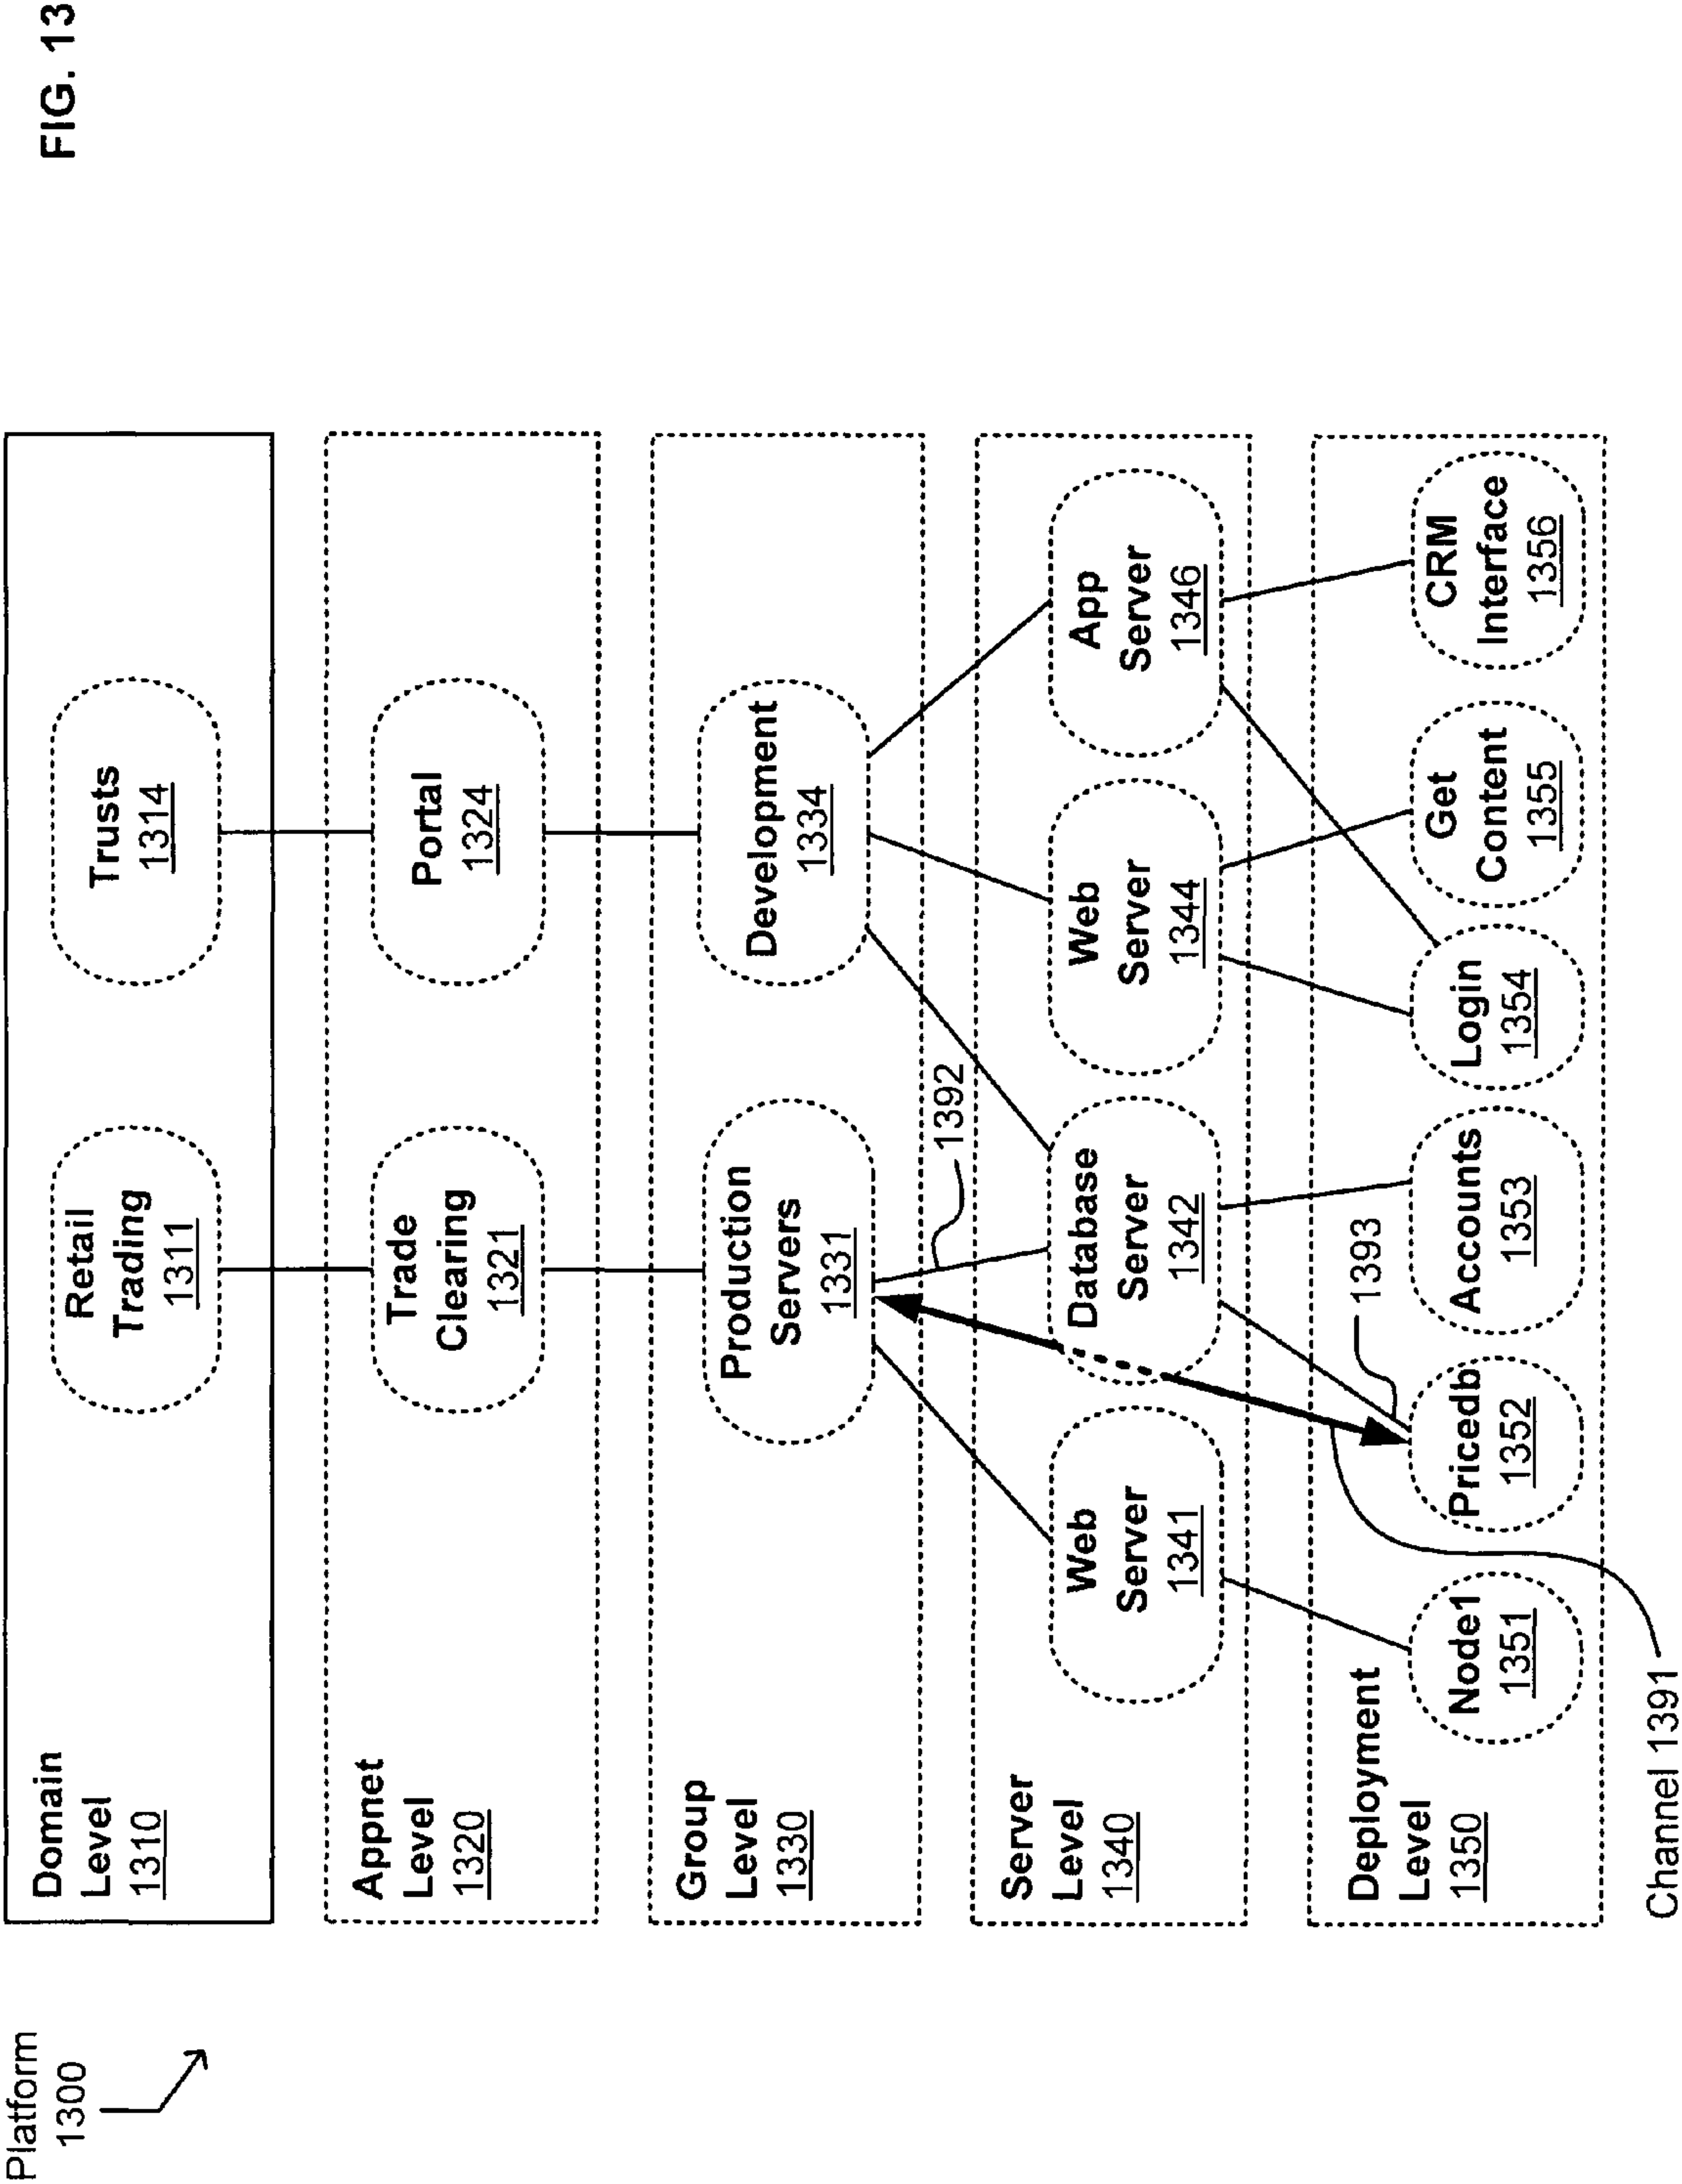 FIG. 13
Platform
1300
Domain
Level
1310
Retail
Trading
1311
Trusts
1314
Appnet
Level
1320
Trade
Clearing
1321
Portal
1324
Group
Level
1330
Production
Servers
1331
Development
1334
1392
Server
Level
1340
Web
Server
1341
Database
Server
1342
Web
Server
1344
App
Server
1346
1393
Deployment
Level
1350
Node1
1351
Pricedb
1352
Accounts
1353
Login
1354
Get
Content
1355
CRM
Interface
1356
Channel 1391